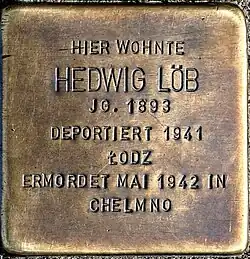 HIER WOHNTE
HEDWIG LÖB
JG. 1893
DEPORTIERT 1941
ŁODZ
ERMORDET MAI 1942 IN
CHELMNO